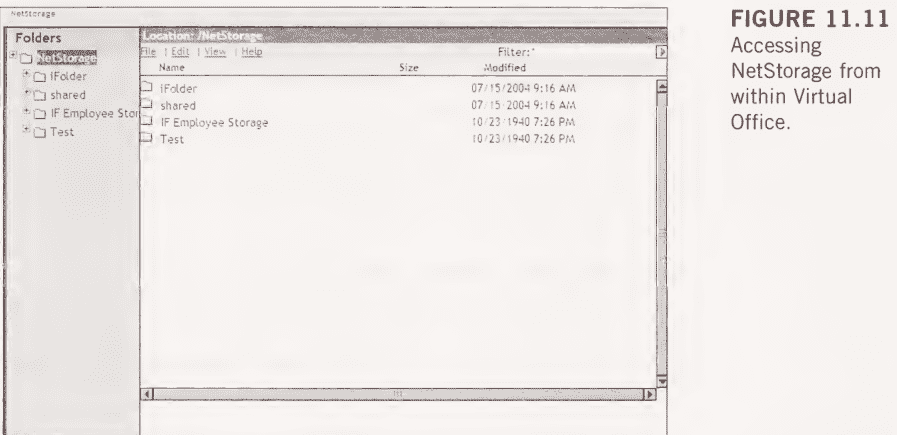 NetStorage
Folders
NetStorage
iFolder
shared
IF Employee Stor
Test
Location: /NetStorage
File | Edit | View | Help
Filter:*
Name Size Modified
iFolder 07/15/2004 9:16 AM
shared 07/15/2004 9:16 AM
IF Employee Storage 10/23/1940 7:26 PM
Test 10/23/1940 7:26 PM
FIGURE 11.11
Accessing
NetStorage from
within Virtual
Office.